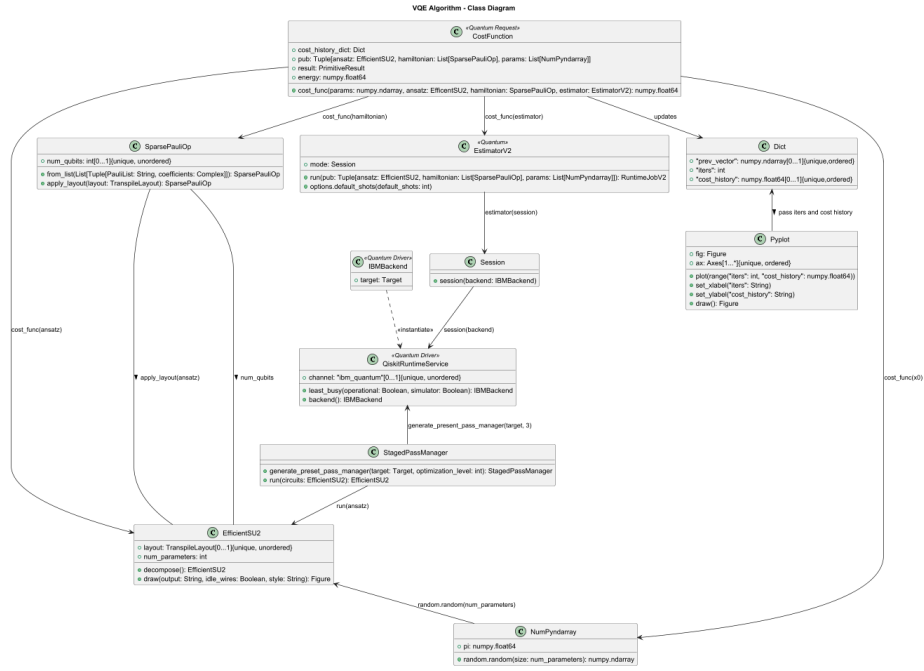 VQE Algorithm - Class Diagram
«Quantum Request»
C CostFunction
cost_history_dict: Dict
pub: Tuple[ansatz: EfficientSU2, hamiltonian: List[SparsePauliOp], params: List[NumPyndarray]]
result: PrimitiveResult
energy: numpy.float64
cost_func(params: numpy.ndarray, ansatz: EfficentSU2, hamiltonian: SparsePauliOp, estimator: EstimatorV2): numpy.float64
cost_func(hamiltonian)
cost_func(estimator)
updates
C SparsePauliOp
num_qubits: int[0...1]{unique, unordered}
from_list(List[Tuple[PauliList: String, coefficients: Complex]]): SparsePauliOp
apply_layout(layout: TranspileLayout): SparsePauliOp
«Quantum»
C EstimatorV2
mode: Session
run(pub: Tuple[ansatz: EfficientSU2, hamiltonian: List[SparsePauliOp], params: List[NumPyndarray]]): RuntimeJobV2
options.default_shots(default_shots: int)
C Dict
"prev_vector": numpy.ndarray[0...1]{unique,ordered}
"iters": int
"cost_history": numpy.float64[0...1]{unique,ordered}
estimator(session)
pass iters and cost history
C Pyplot
fig: Figure
ax: Axes[1...*]{unique, ordered}
plot(range("iters": int, "cost_history": numpy.float64))
set_xlabel("iters": String)
set_ylabel("cost_history": String)
draw(): Figure
«Quantum Driver»
C IBMBackend
target: Target
C Session
session(backend: IBMBackend)
cost_func(ansatz)
«instantiate»
session(backend)
«Quantum Driver»
C QiskitRuntimeService
channel: "ibm_quantum"[0...1]{unique, unordered}
least_busy(operational: Boolean, simulator: Boolean): IBMBackend
backend(): IBMBackend
apply_layout(ansatz)
num_qubits
cost_func(x0)
generate_present_pass_manager(target, 3)
C StagedPassManager
generate_preset_pass_manager(target: Target, optimization_level: int): StagedPassManager
run(circuits: EfficientSU2): EfficientSU2
run(ansatz)
C EfficientSU2
layout: TranspileLayout[0...1]{unique, unordered}
num_parameters: int
decompose(): EfficientSU2
draw(output: String, idle_wires: Boolean, style: String): Figure
random.random(num_parameters)
C NumPyndarray
pi: numpy.float64
random.random(size: num_parameters): numpy.ndarray